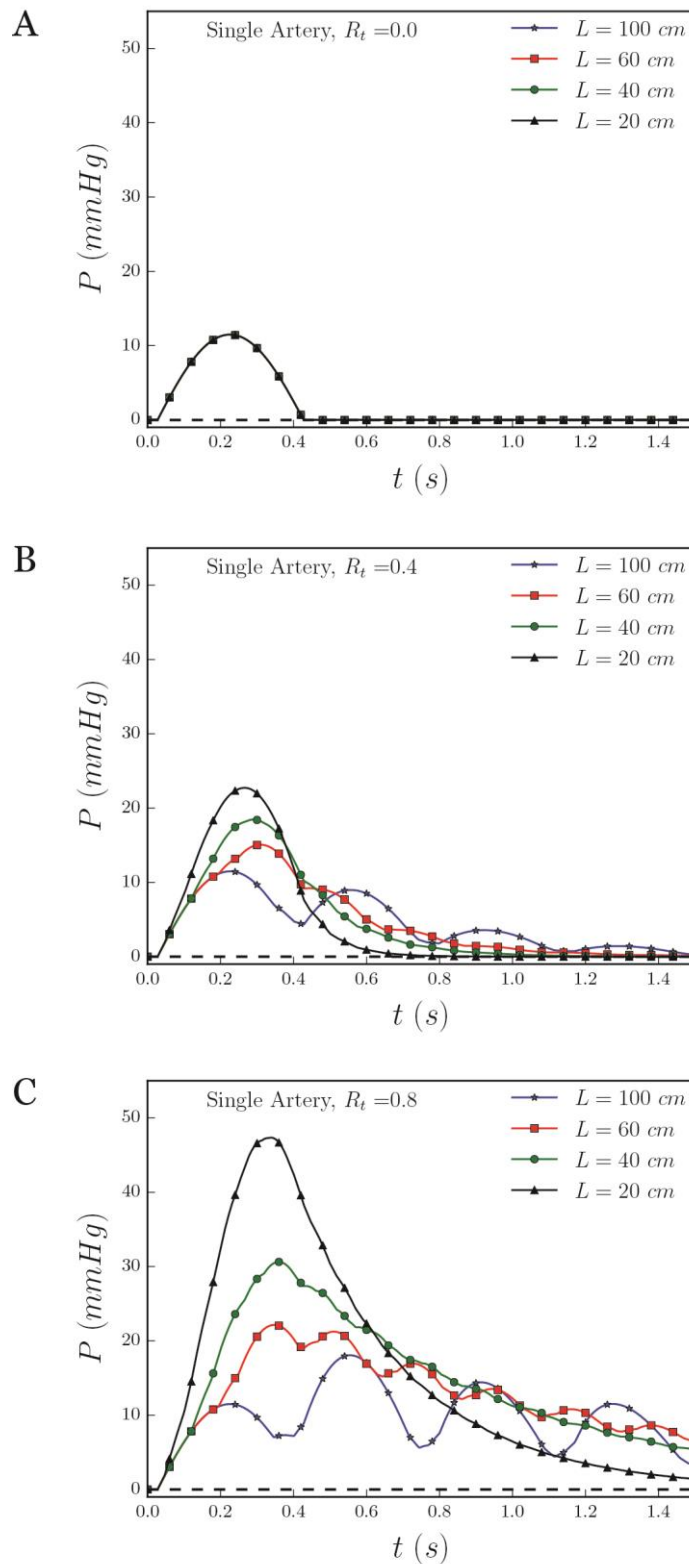 A
Single Artery, R_t =0.0
L = 100 cm
L = 60 cm
L = 40 cm
L = 20 cm
P (mmHg)
50
40
30
20
10
0
0.0 0.2 0.4 0.6 0.8 1.0 1.2 1.4
t (s)
B
Single Artery, R_t =0.4
L = 100 cm
L = 60 cm
L = 40 cm
L = 20 cm
P (mmHg)
50
40
30
20
10
0
0.0 0.2 0.4 0.6 0.8 1.0 1.2 1.4
t (s)
C
Single Artery, R_t =0.8
L = 100 cm
L = 60 cm
L = 40 cm
L = 20 cm
P (mmHg)
50
40
30
20
10
0
0.0 0.2 0.4 0.6 0.8 1.0 1.2 1.4
t (s)